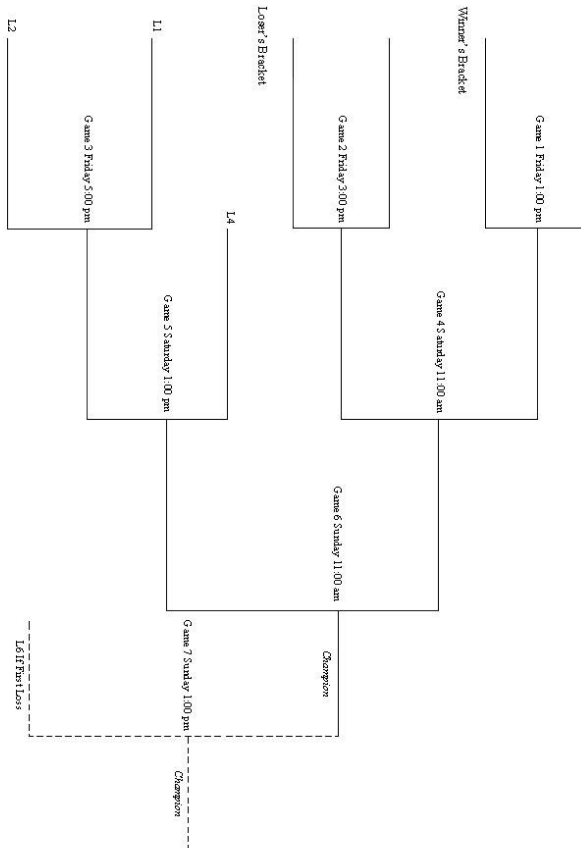 Winner's Bracket
Game 1 Friday 1:00 pm
Game 4 Saturday 11:00 am
Game 2 Friday 3:00 pm
Game 6 Sunday 11:00 am
Champion
Loser's Bracket
L4
L1
Game 3 Friday 5:00 pm
Game 5 Saturday 1:00 pm
L2
Game 7 Sunday 1:00 pm
Champion
L6 If First Loss